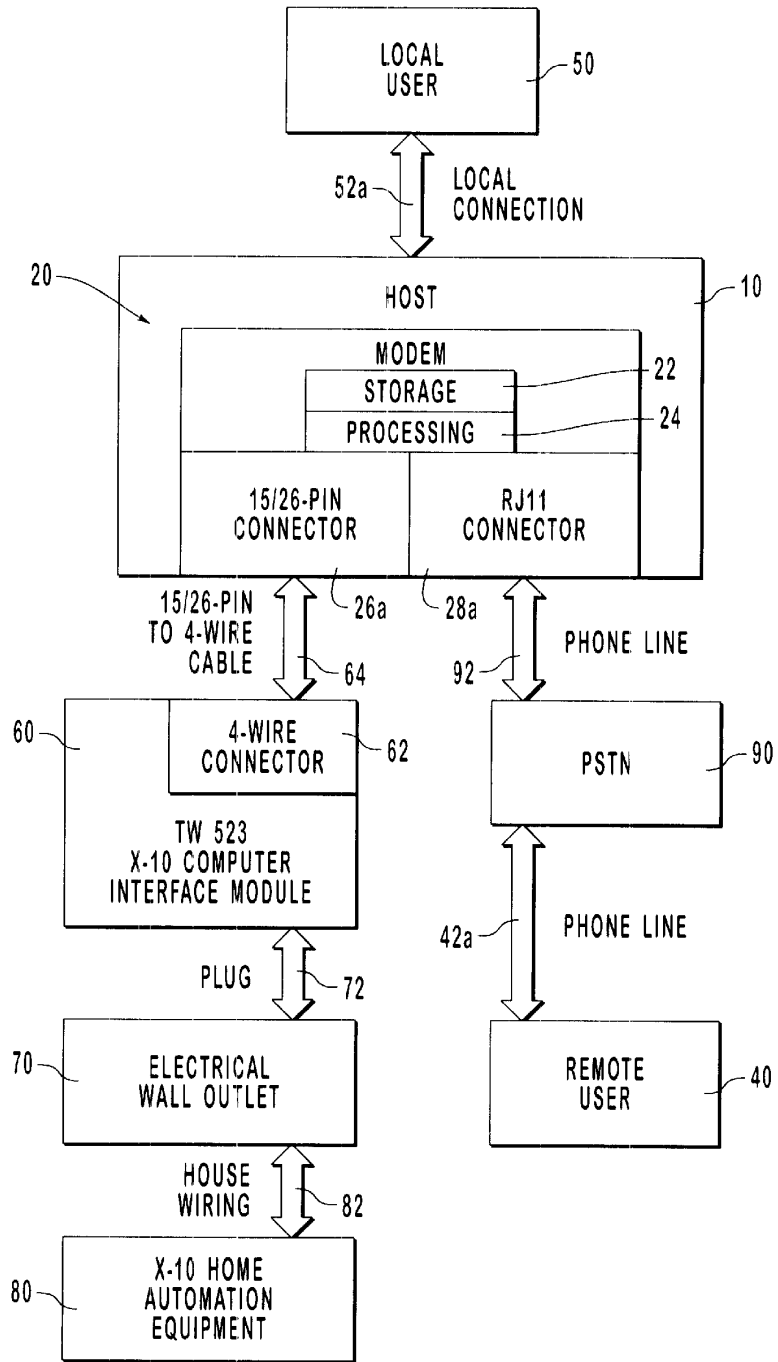 LOCAL
USER
50
52a
LOCAL
CONNECTION
20
HOST
10
MODEM
22
STORAGE
24
PROCESSING
15/26-PIN
CONNECTOR
RJ11
CONNECTOR
26a
28a
15/26-PIN
TO 4-WIRE
CABLE
64
92
PHONE LINE
60
4-WIRE
CONNECTOR
62
PSTN
90
TW 523
X-10 COMPUTER
INTERFACE MODULE
42a
PHONE LINE
PLUG
72
70
ELECTRICAL
WALL OUTLET
REMOTE
USER
40
HOUSE
WIRING
82
80
X-10 HOME
AUTOMATION
EQUIPMENT